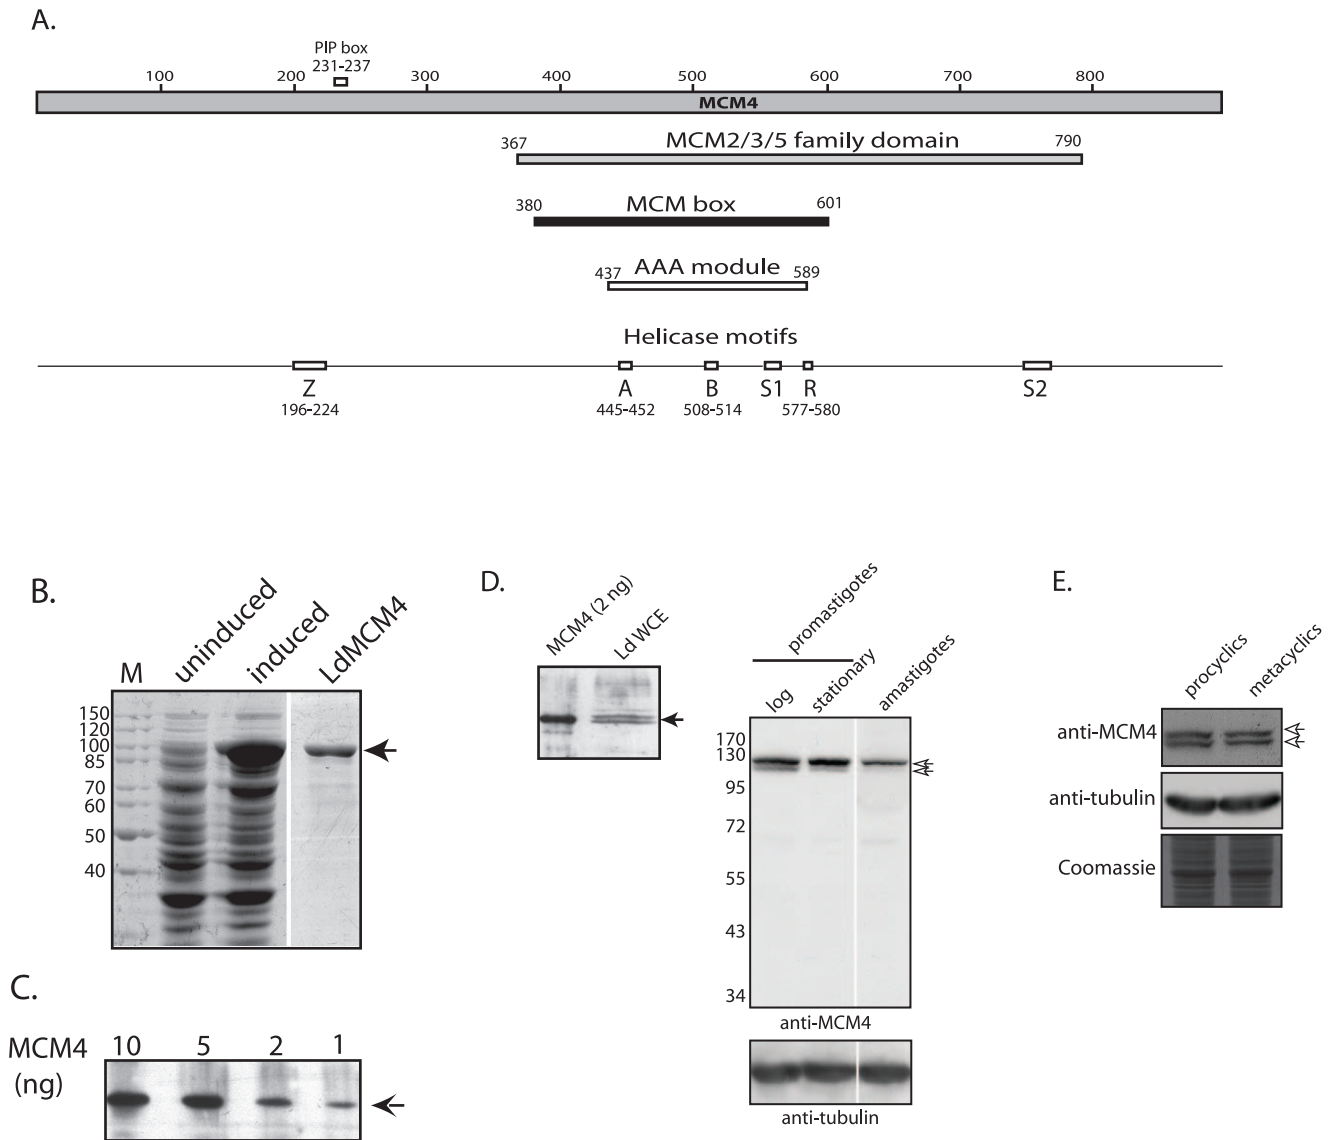 A.
PIP box
231-237
100 200 300 400 500 600 700 800
MCM4
367 MCM2/3/5 family domain 790
380 MCM box 601
437 AAA module 589
Helicase motifs
Z A B S1 R S2
196-224 445-452 508-514 577-580
B.
M uninduced induced LdMCM4
150
120
100
85
70
60
50
40
C.
MCM4 10 5 2 1
(ng)
D.
MCM4 (2 ng) Ld WCE
promastigotes
log stationary amastigotes
170
130
95
72
55
43
34
anti-MCM4
anti-tubulin
E.
procyclics metacyclics
anti-MCM4
anti-tubulin
Coomassie